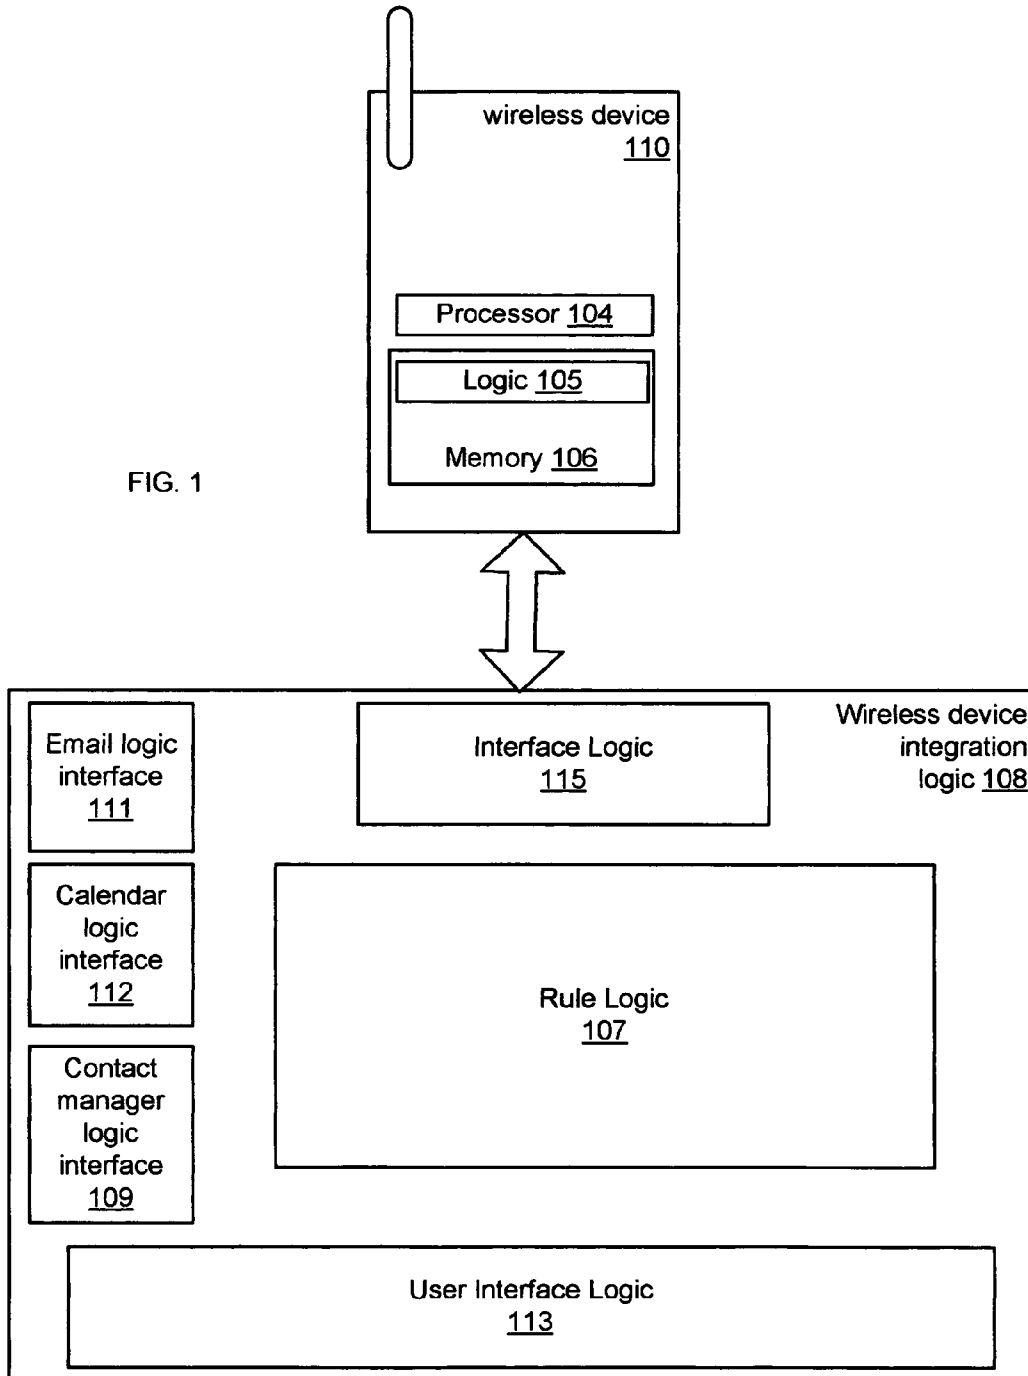 wireless device
110
Processor 104
Logic 105
Memory 106
FIG. 1
Email logic
interface
111
Interface Logic
115
Wireless device
integration
logic 108
Calendar
logic
interface
112
Rule Logic
107
Contact
manager
logic
interface
109
User Interface Logic
113